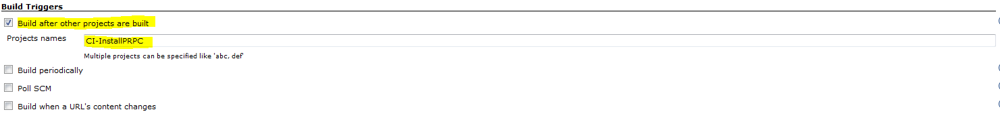 Build Triggers
Build after other projects are built
Projects names CI-InstallPRPC
Multiple projects can be specified like 'abc, def'
Build periodically
Poll SCM
Build when a URL's content changes